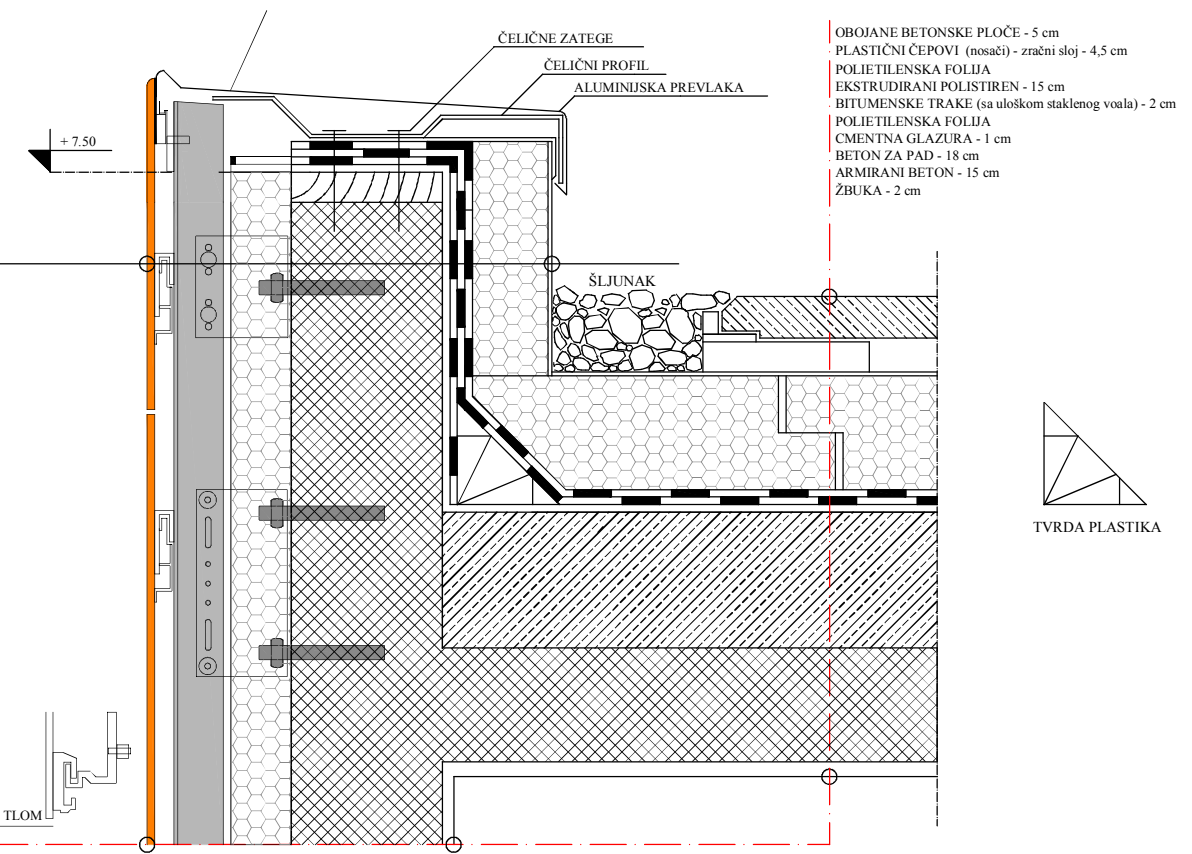 ČELIČNE ZATEGE
ČELIČNI PROFIL
ALUMINIJSKA PREVLAKA
OBOJANE BETONSKE PLOČE - 5 cm
PLASTIČNI ČEPOVI (nosači) - zračni sloj - 4,5 cm
POLIETILENSKA FOLIJA
EKSTRUDIRANI POLISTIREN - 15 cm
BITUMENSKE TRAKE (sa uloškom staklenog voala) - 2 cm
POLIETILENSKA FOLIJA
CMENTNA GLAZURA - 1 cm
BETON ZA PAD - 18 cm
ARMIRANI BETON - 15 cm
ŽBUKA - 2 cm
+ 7.50
ŠLJUNAK
TVRDA PLASTIKA
TLOM